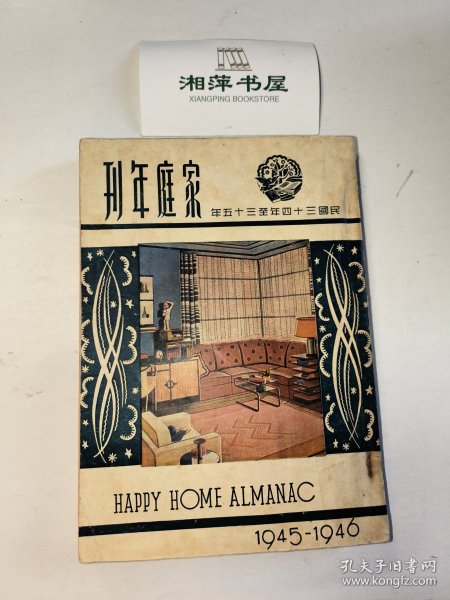 湘萍书屋
XIANGPING BOOKSTORE
家庭年刊
民國三十四年至三十五年
HAPPY HOME ALMANAC
1945-1946
孔夫子旧书网
www.kongfz.com